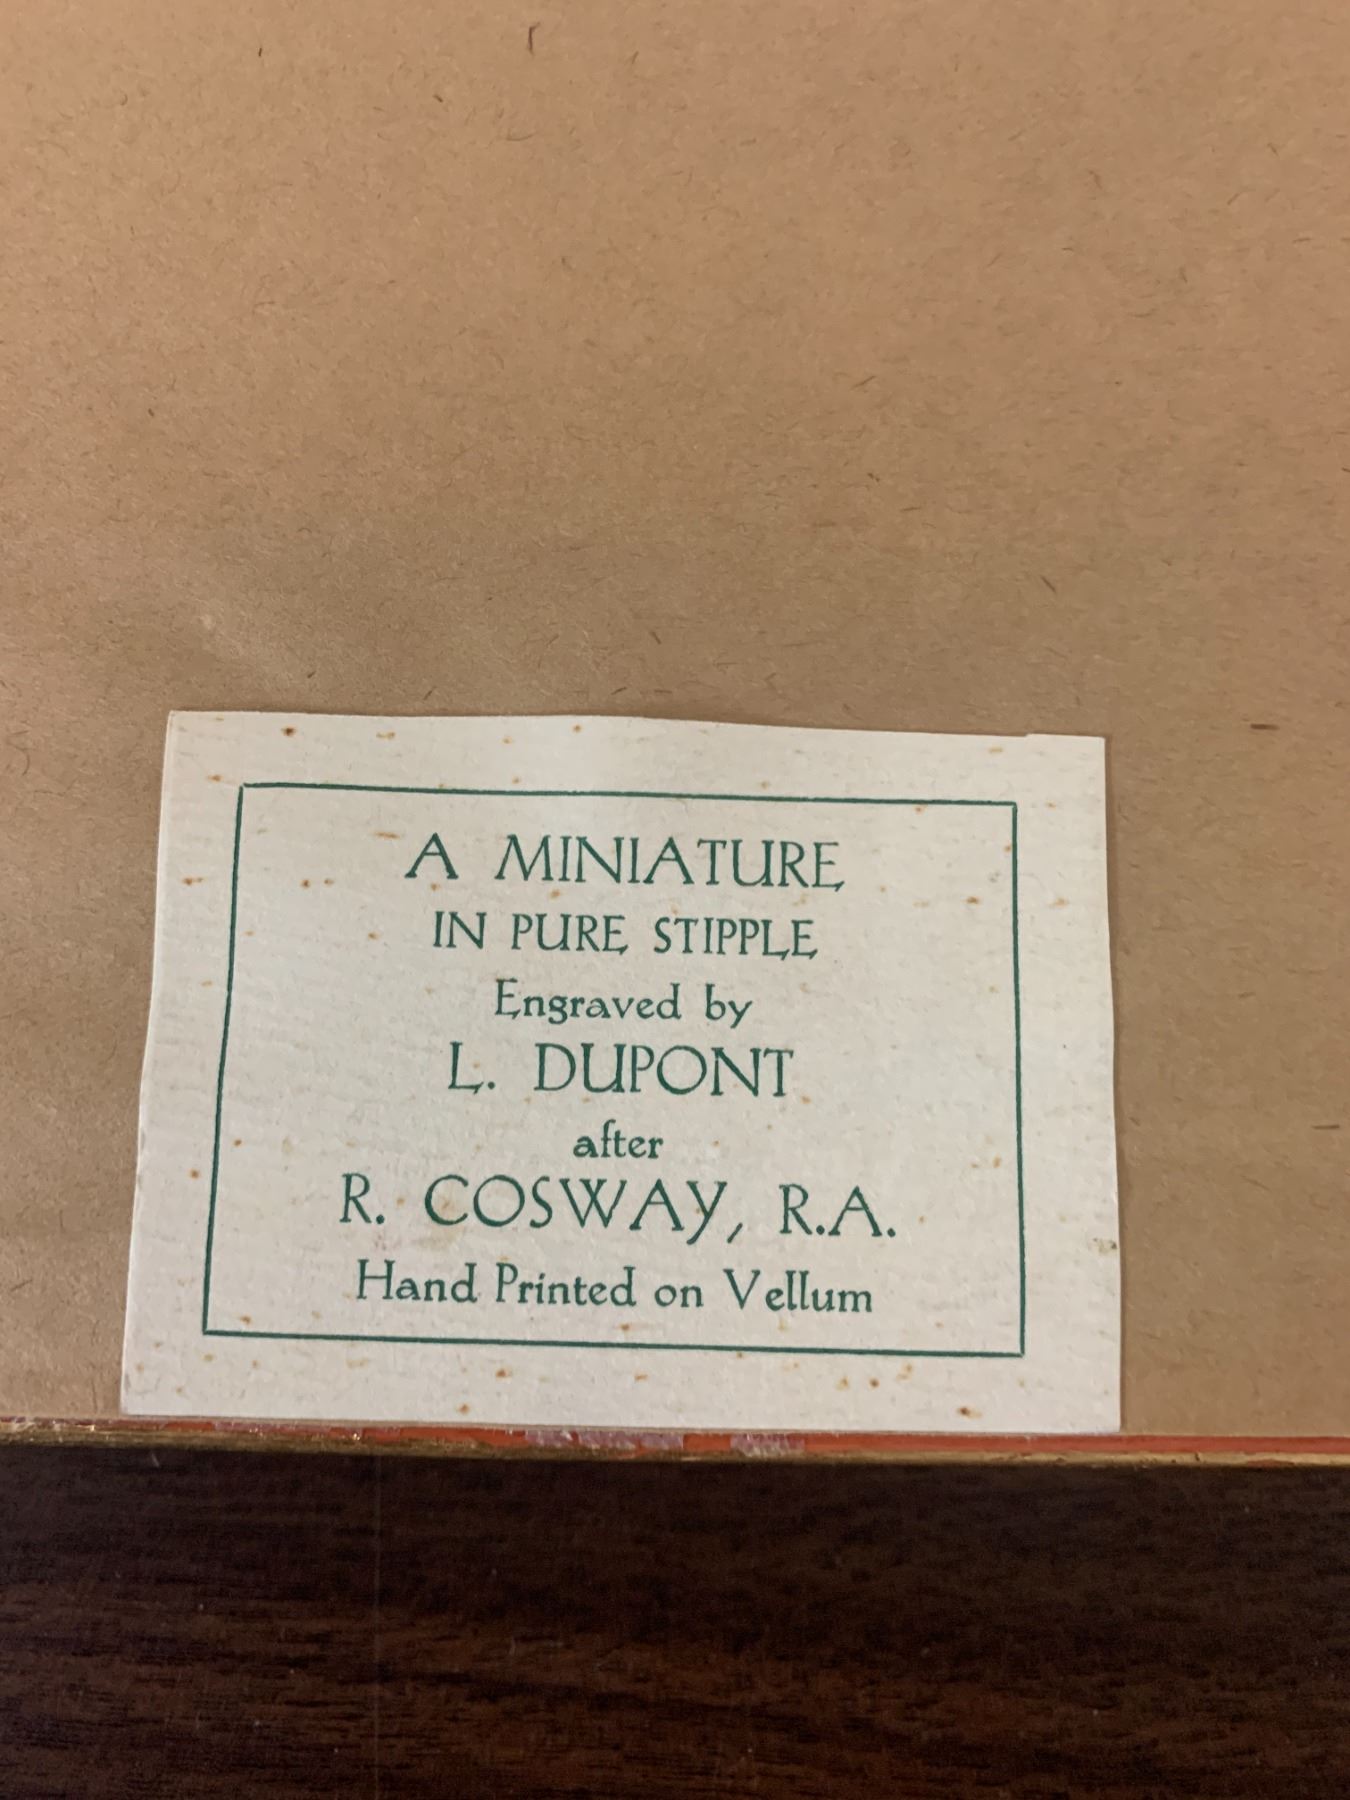 A MINIATURE
IN PURE STIPPLE
Engraved by
L. DUPONT
after
R. COSWAY, R.A.
Hand Printed on Vellum